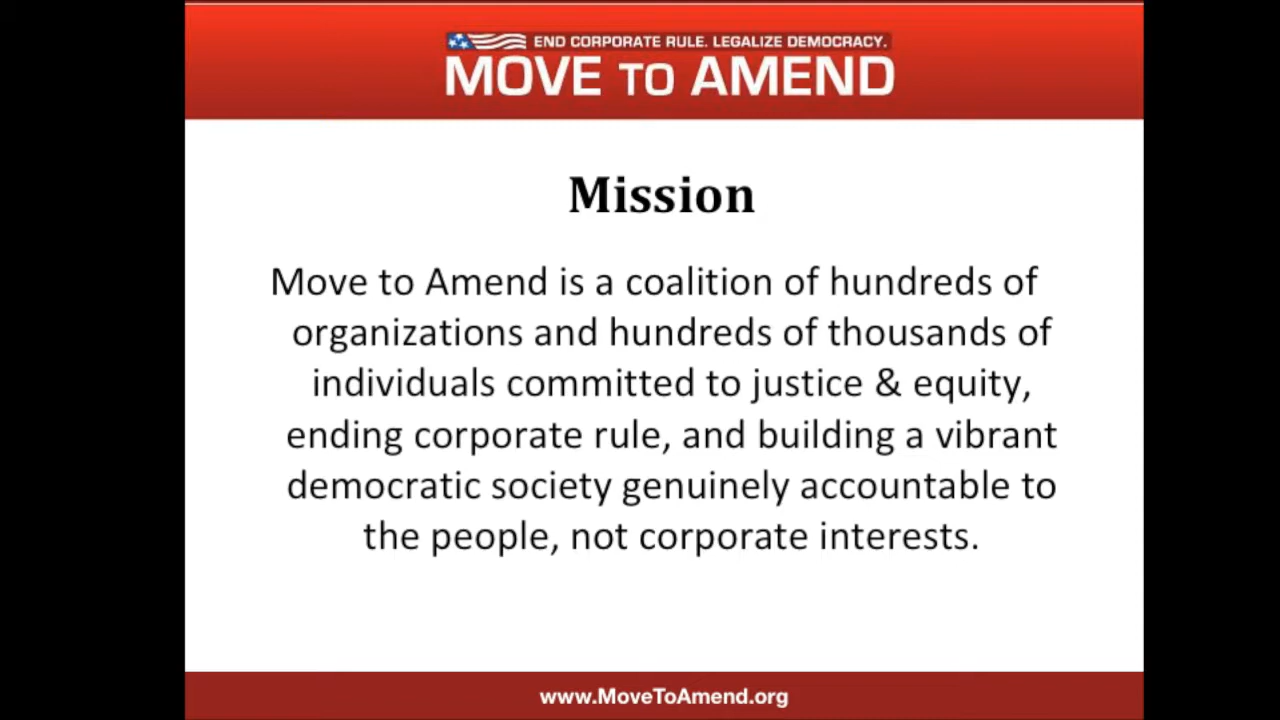 END CORPORATE RULE. LEGALIZE DEMOCRACY.
MOVE TO AMEND
Mission
Move to Amend is a coalition of hundreds of
organizations and hundreds of thousands of
individuals committed to justice & equity,
ending corporate rule, and building a vibrant
democratic society genuinely accountable to
the people, not corporate interests.
www.MoveToAmend.org